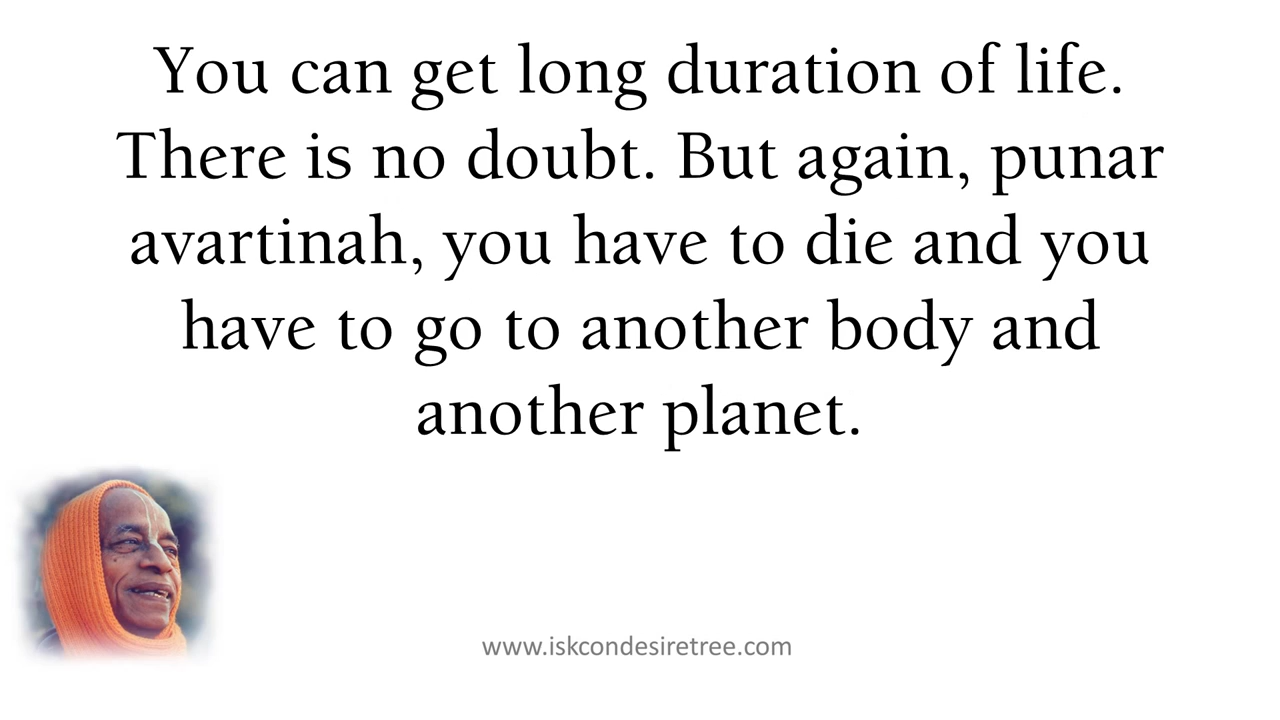 You can get long duration of life.
There is no doubt. But again, punar
avartinah, you have to die and you
have to go to another body and
another planet.
www.iskcondesiretree.com